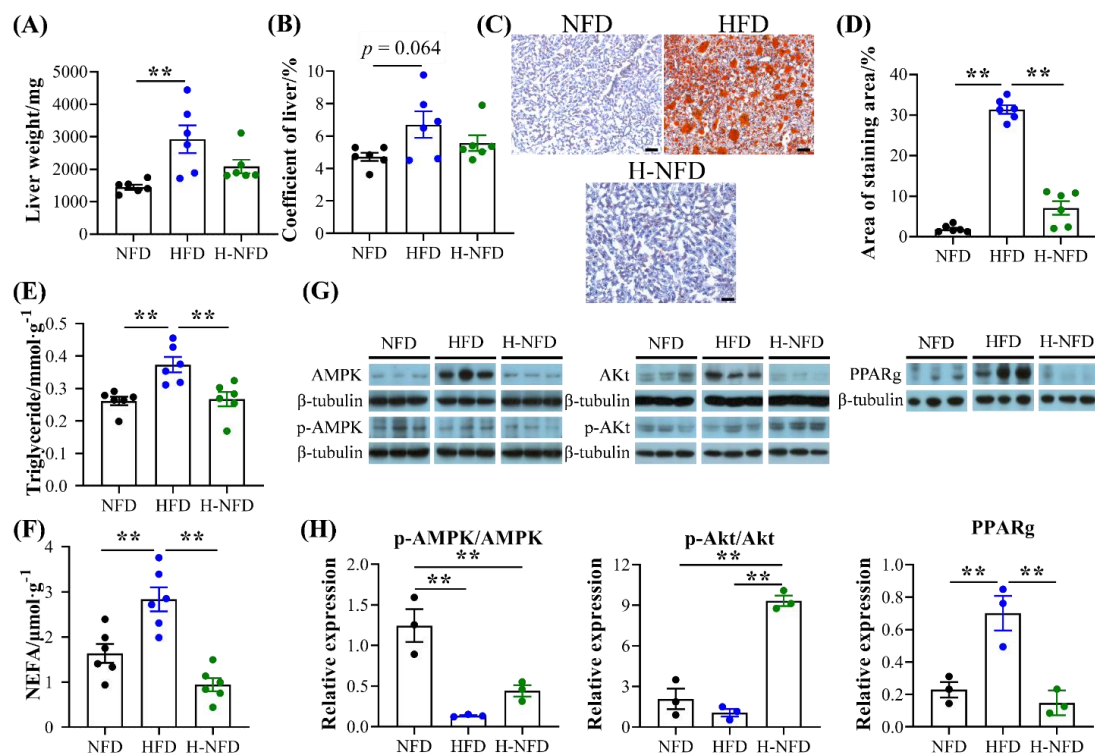 (A)
**
Liver weight/mg
5000
4000
3000
2000
1000
0
NFD HFD H-NFD
(B)
p = 0.064
Coefficient of liver/%
10
8
6
4
2
0
NFD HFD H-NFD
(C)
NFD HFD
H-NFD
(D)
** **
Area of staining area/%
40
30
20
10
0
NFD HFD H-NFD
(E)
** **
Triglyceride/mmol·g⁻¹
0.5
0.4
0.3
0.2
0.1
0.0
NFD HFD H-NFD
(F)
** **
NEFA/μmol·g⁻¹
4
3
2
1
0
NFD HFD H-NFD
(G)
NFD HFD H-NFD
AMPK
β-tubulin
p-AMPK
β-tubulin
NFD HFD H-NFD
AKt
β-tubulin
p-AKt
β-tubulin
NFD HFD H-NFD
PPARg
β-tubulin
(H)
p-AMPK/AMPK
**
**
Relative expression
2.0
1.5
1.0
0.5
0.0
NFD HFD H-NFD
p-Akt/Akt
**
**
Relative expression
12
9
6
3
0
NFD HFD H-NFD
PPARg
** **
Relative expression
1.0
0.8
0.6
0.4
0.2
0.0
NFD HFD H-NFD